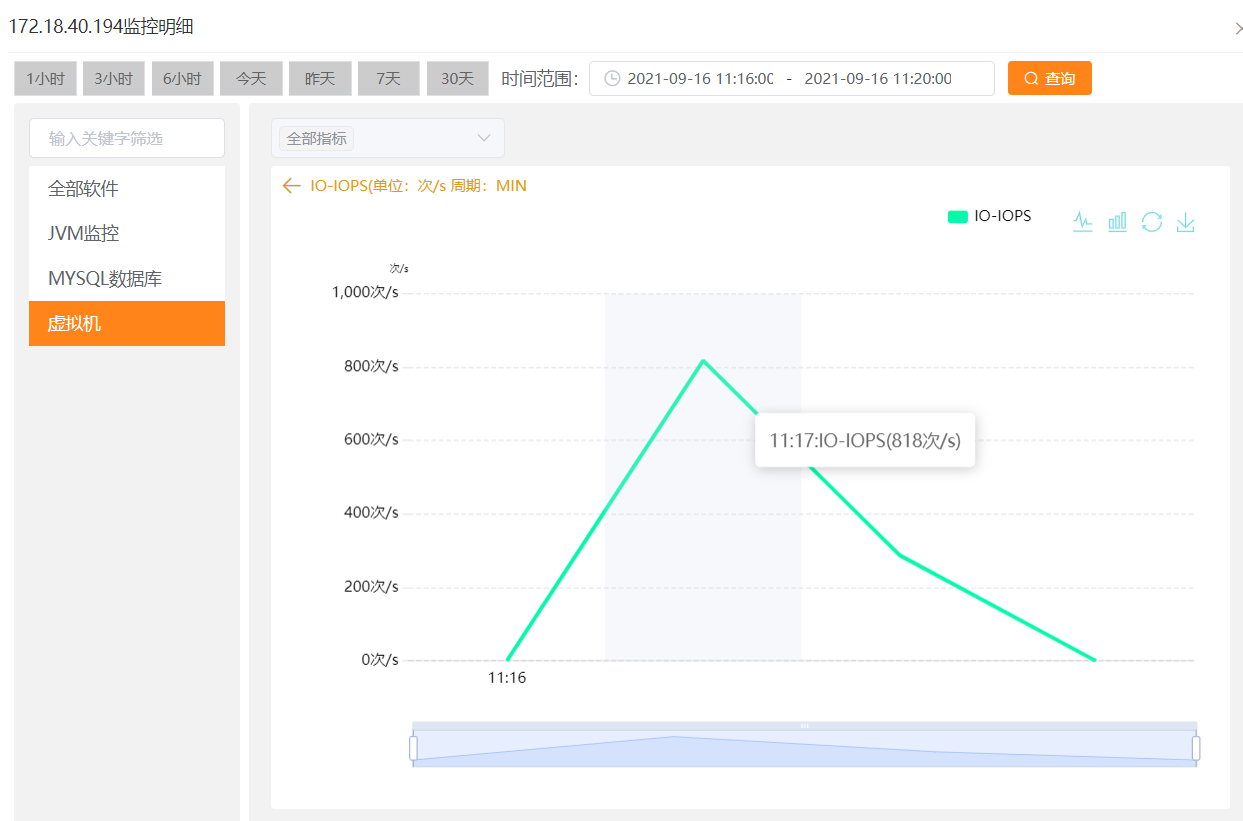 172.18.40.194监控明细
1小时 3小时 6小时 今天 昨天 7天 30天 时间范围： 2021-09-16 11:16:00 - 2021-09-16 11:20:00 查询
输入关键字筛选
全部软件
JVM监控
MYSQL数据库
虚拟机
全部指标
IO-IOPS(单位：次/s 周期：MIN
IO-IOPS
次/s
1,000次/s
800次/s
600次/s
11:17:IO-IOPS(818次/s)
400次/s
200次/s
0次/s
11:16